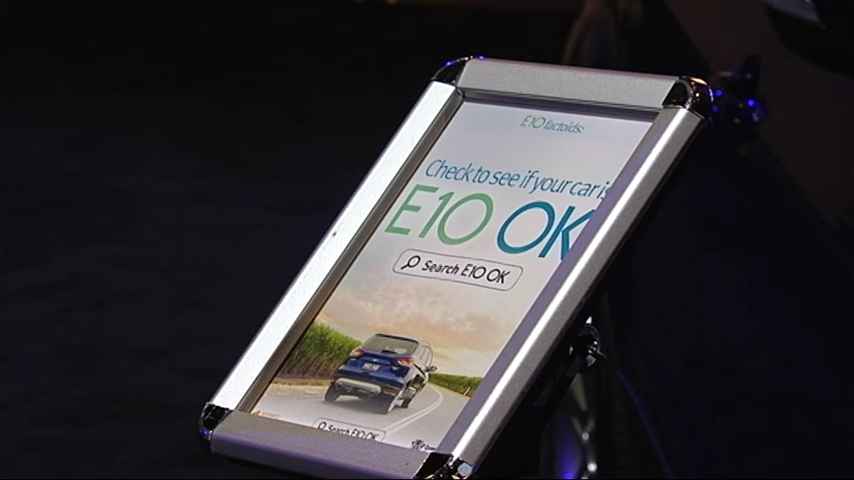 E10 factoids:
Check to see if your car is
E10 OK
Search E10 OK
Search E10 OK